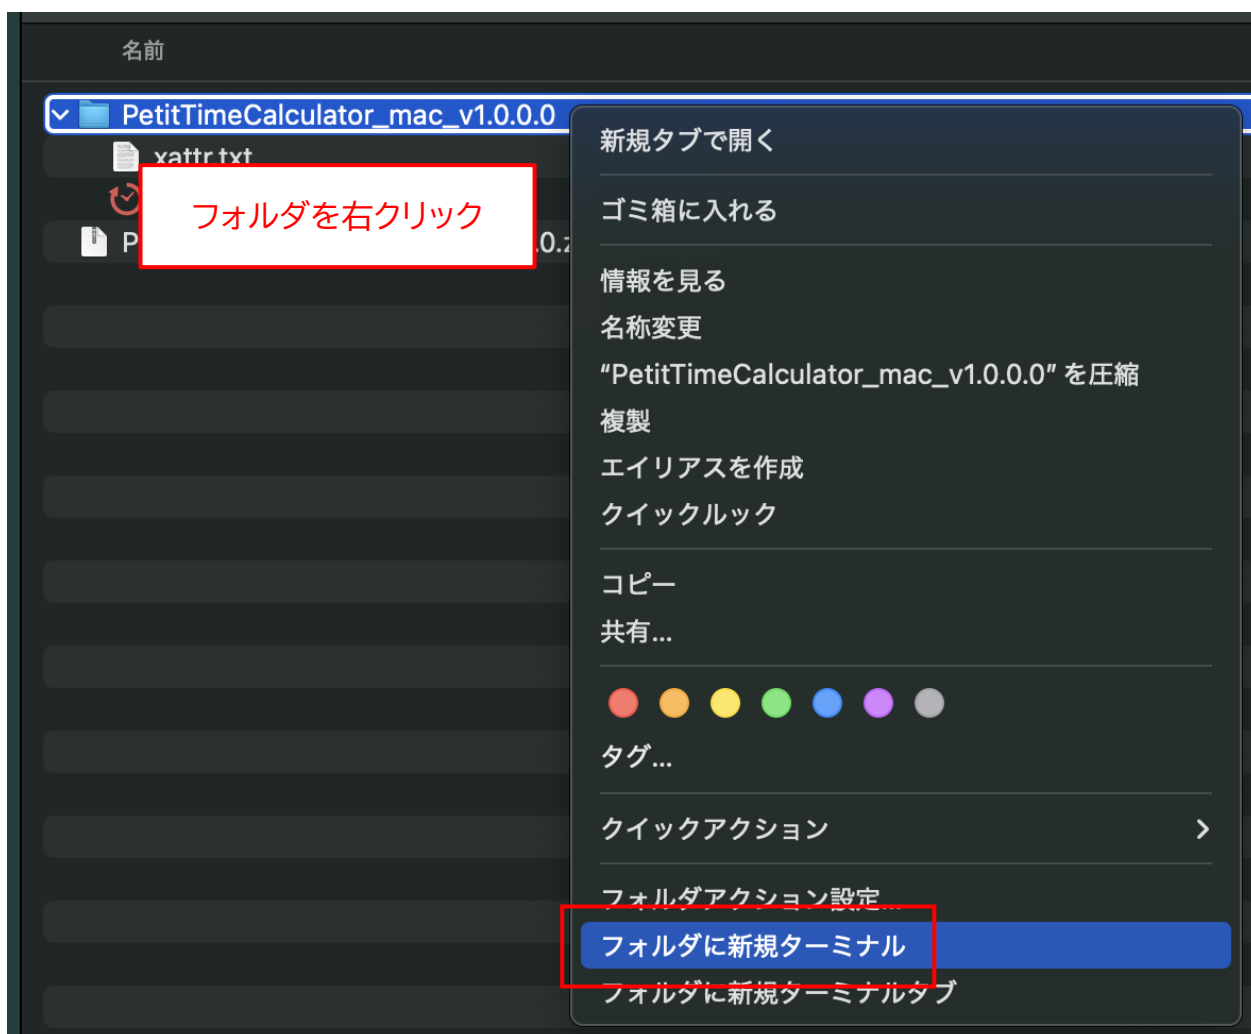 名前
PetitTimeCalculator_mac_v1.0.0.0
xattr.txt
フォルダを右クリック
P
.0.z
新規タブで開く
ゴミ箱に入れる
情報を見る
名称変更
“PetitTimeCalculator_mac_v1.0.0.0” を圧縮
複製
エイリアスを作成
クイックルック
コピー
共有...
タグ...
クイックアクション
フォルダアクション設定...
フォルダに新規ターミナル
フォルダに新規ターミナルタブ